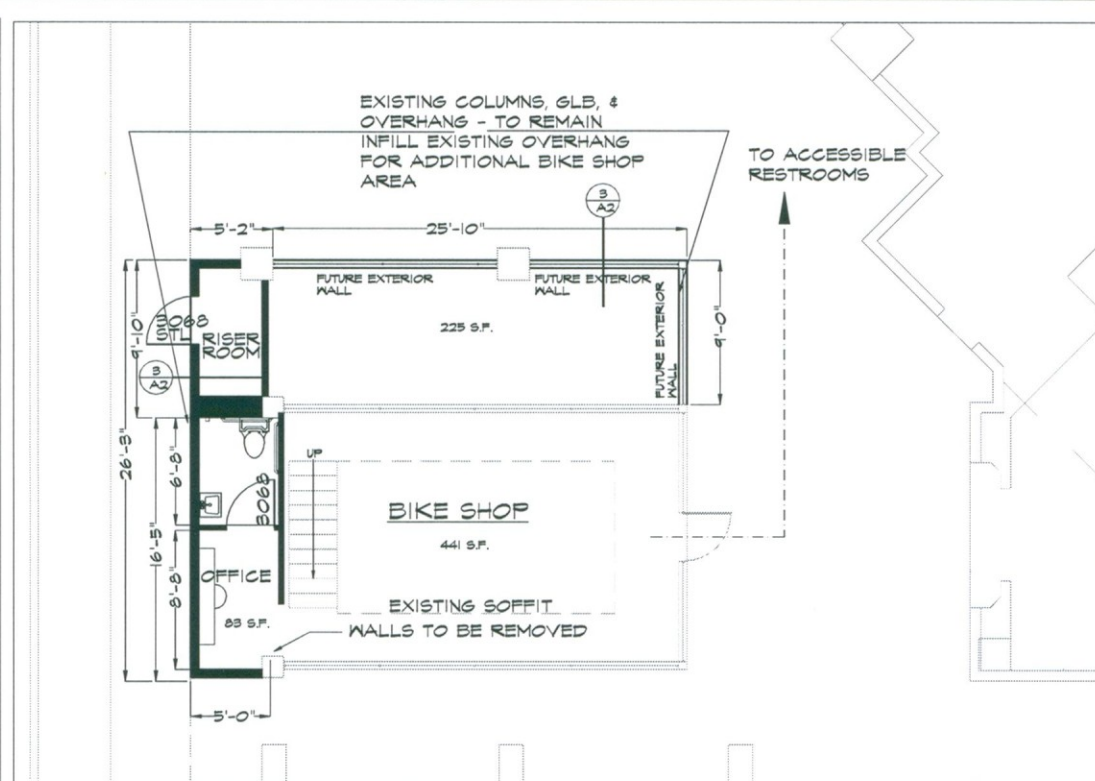 EXISTING COLUMNS, GLB, &
OVERHANG - TO REMAIN
INFILL EXISTING OVERHANG
FOR ADDITIONAL BIKE SHOP
AREA
TO ACCESSIBLE
RESTROOMS
3
A2
5'-2"
25'-10"
FUTURE EXTERIOR
WALL
FUTURE EXTERIOR
WALL
FUTURE EXTERIOR
WALL
225 S.F.
9'-0"
3068
STL
RISER
ROOM
9'-10"
3
A2
26'-3"
16'-5"
6'-8"
8'-8"
3068
UP
BIKE SHOP
441 S.F.
OFFICE
83 S.F.
EXISTING SOFFIT
WALLS TO BE REMOVED
5'-0"